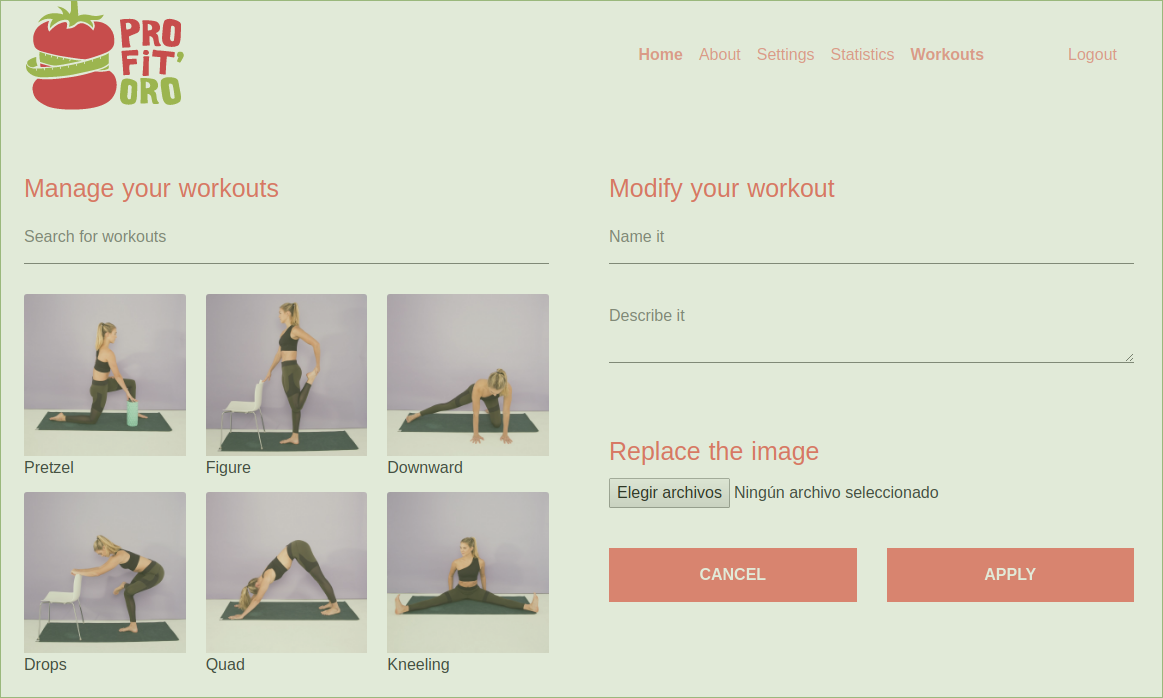 PRO
FiT'
ORO
Home About Settings Statistics Workouts Logout
Manage your workouts
Search for workouts
Pretzel Figure Downward
Drops Quad Kneeling
Modify your workout
Name it
Describe it
Replace the image
Elegir archivos Ningún archivo seleccionado
CANCEL APPLY